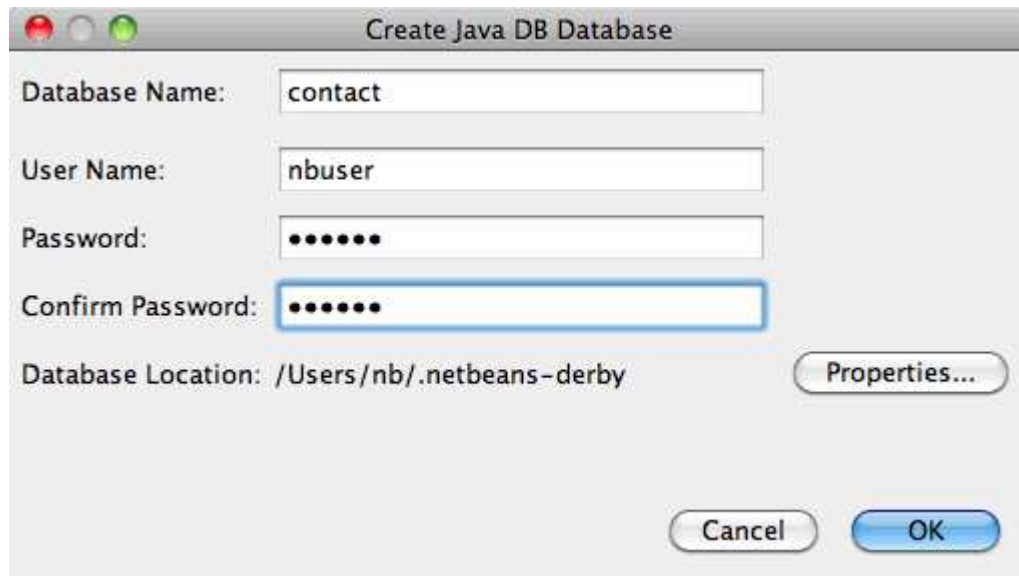 Create Java DB Database
Database Name: contact
User Name: nbuser
Password: ••••••
Confirm Password: ••••••
Database Location: /Users/nb/.netbeans-derby Properties...
Cancel OK